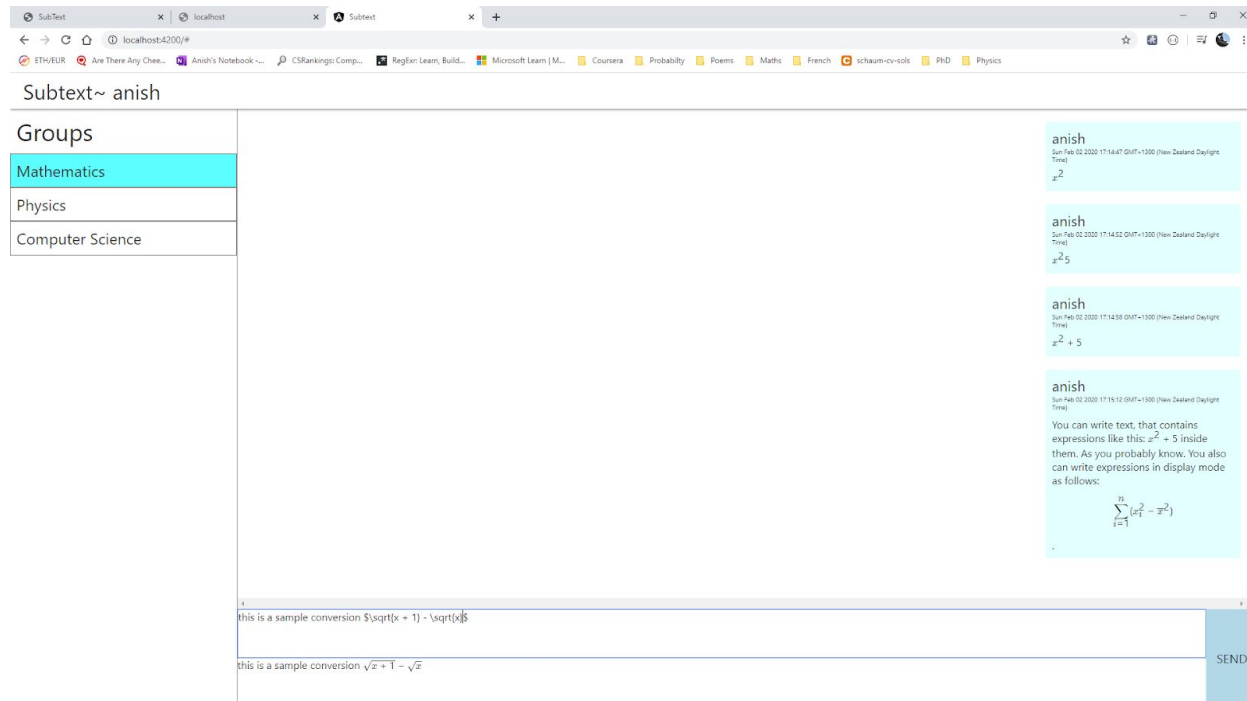 SubText
localhost
Subtext
localhost:4200/#
ETH/EUR Are There Any Chee... Anish's Notebook -... CSRankings: Comp... RegExr: Learn, Build... Microsoft Learn | M... Coursera Probabilty Poems Maths French schaum-cv-sols PhD Physics
Subtext~ anish
Groups
Mathematics
Physics
Computer Science
anish
Sun Feb 02 2020 17:14:47 GMT+1300 (New Zealand Daylight
Time)
x²
anish
Sun Feb 02 2020 17:14:52 GMT+1300 (New Zealand Daylight
Time)
x²5
anish
Sun Feb 02 2020 17:14:58 GMT+1300 (New Zealand Daylight
Time)
x² + 5
anish
Sun Feb 02 2020 17:15:12 GMT+1300 (New Zealand Daylight
Time)
You can write text, that contains
expressions like this: x² + 5 inside
them. As you probably know. You also
can write expressions in display mode
as follows:
∑_{i=1}^{n}(x_i² − x̅²)
.
this is a sample conversion $\sqrt{x + 1} - \sqrt{x}$
this is a sample conversion √(x + 1) − √x
SEND